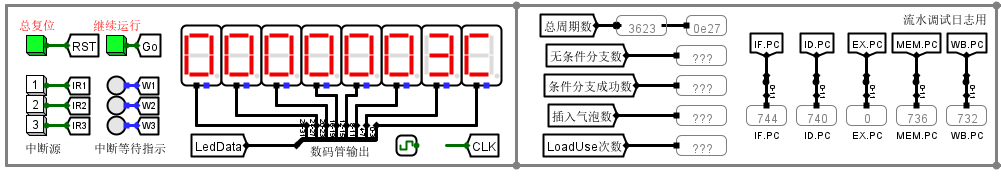 总复位
继续运行
RST
Go
0000003C
1 IR1
2 IR2
3 IR3
W1
W2
W3
中断源
中断等待指示
LedData
数码管输出
CLK
总周期数 3623 0e27
无条件分支数 ???
条件分支成功数 ???
插入气泡数 ???
LoadUse次数 ???
流水调试日志用
IF.PC ID.PC EX.PC MEM.PC WB.PC
744 740 0 736 732
IF.PC ID.PC EX.PC MEM.PC WB.PC